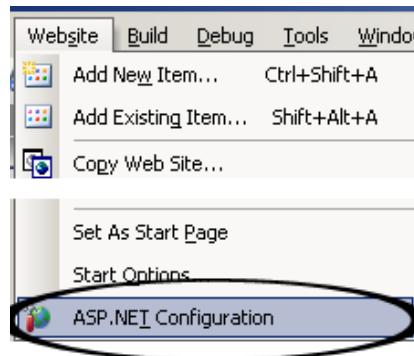 Website Build Debug Tools Windo
Add New Item... Ctrl+Shift+A
Add Existing Item... Shift+Alt+A
Copy Web Site...
Set As Start Page
Start Options...
ASP.NET Configuration